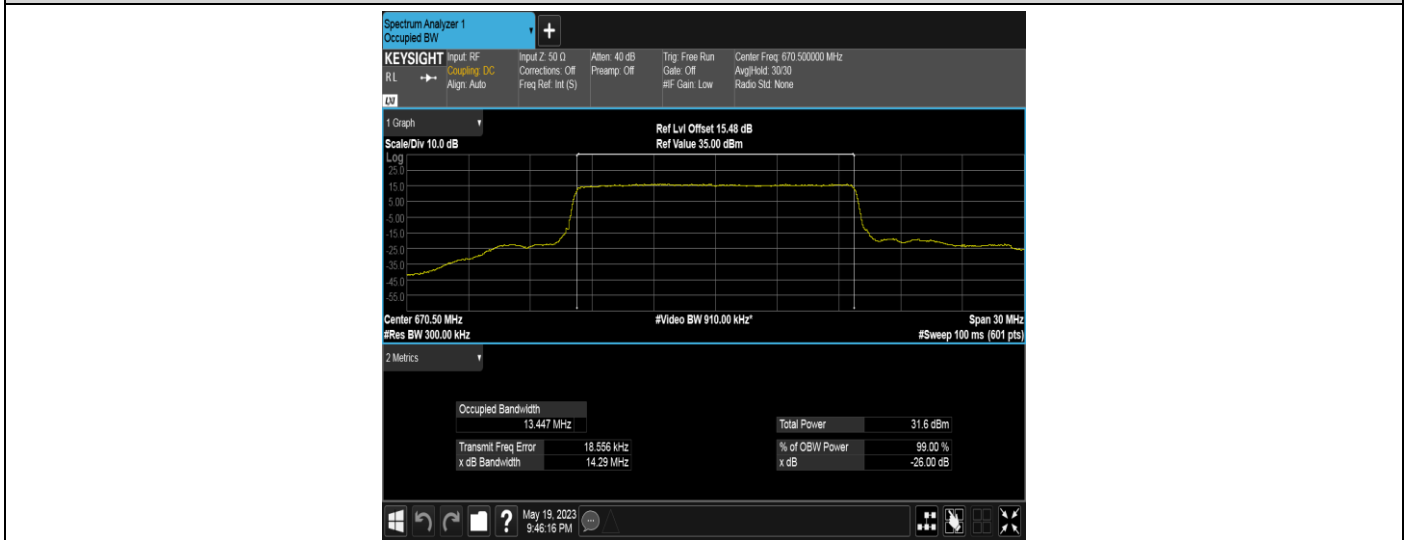 Spectrum Analyzer 1
Occupied BW
+
KEYSIGHT Input: RF Input Z: 50 Ω Atten: 40 dB Trig: Free Run Center Freq: 670.500000 MHz
RL Coupling: DC Corrections: Off Preamp: Off Gate: Off Avg|Hold: 30/30
Align: Auto Freq Ref: Int (S) #IF Gain: Low Radio Std: None
LXI
1 Graph
Ref Lvl Offset 15.48 dB
Scale/Div 10.0 dB Ref Value 35.00 dBm
Log
25.0
15.0
5.00
-5.00
-15.0
-25.0
-35.0
-45.0
-55.0
Center 670.50 MHz #Video BW 910.00 kHz* Span 30 MHz
#Res BW 300.00 kHz #Sweep 100 ms (601 pts)
2 Metrics
Occupied Bandwidth
13.447 MHz Total Power 31.6 dBm
Transmit Freq Error 18.556 kHz % of OBW Power 99.00 %
x dB Bandwidth 14.29 MHz x dB -26.00 dB
? May 19, 2023
9:46:16 PM